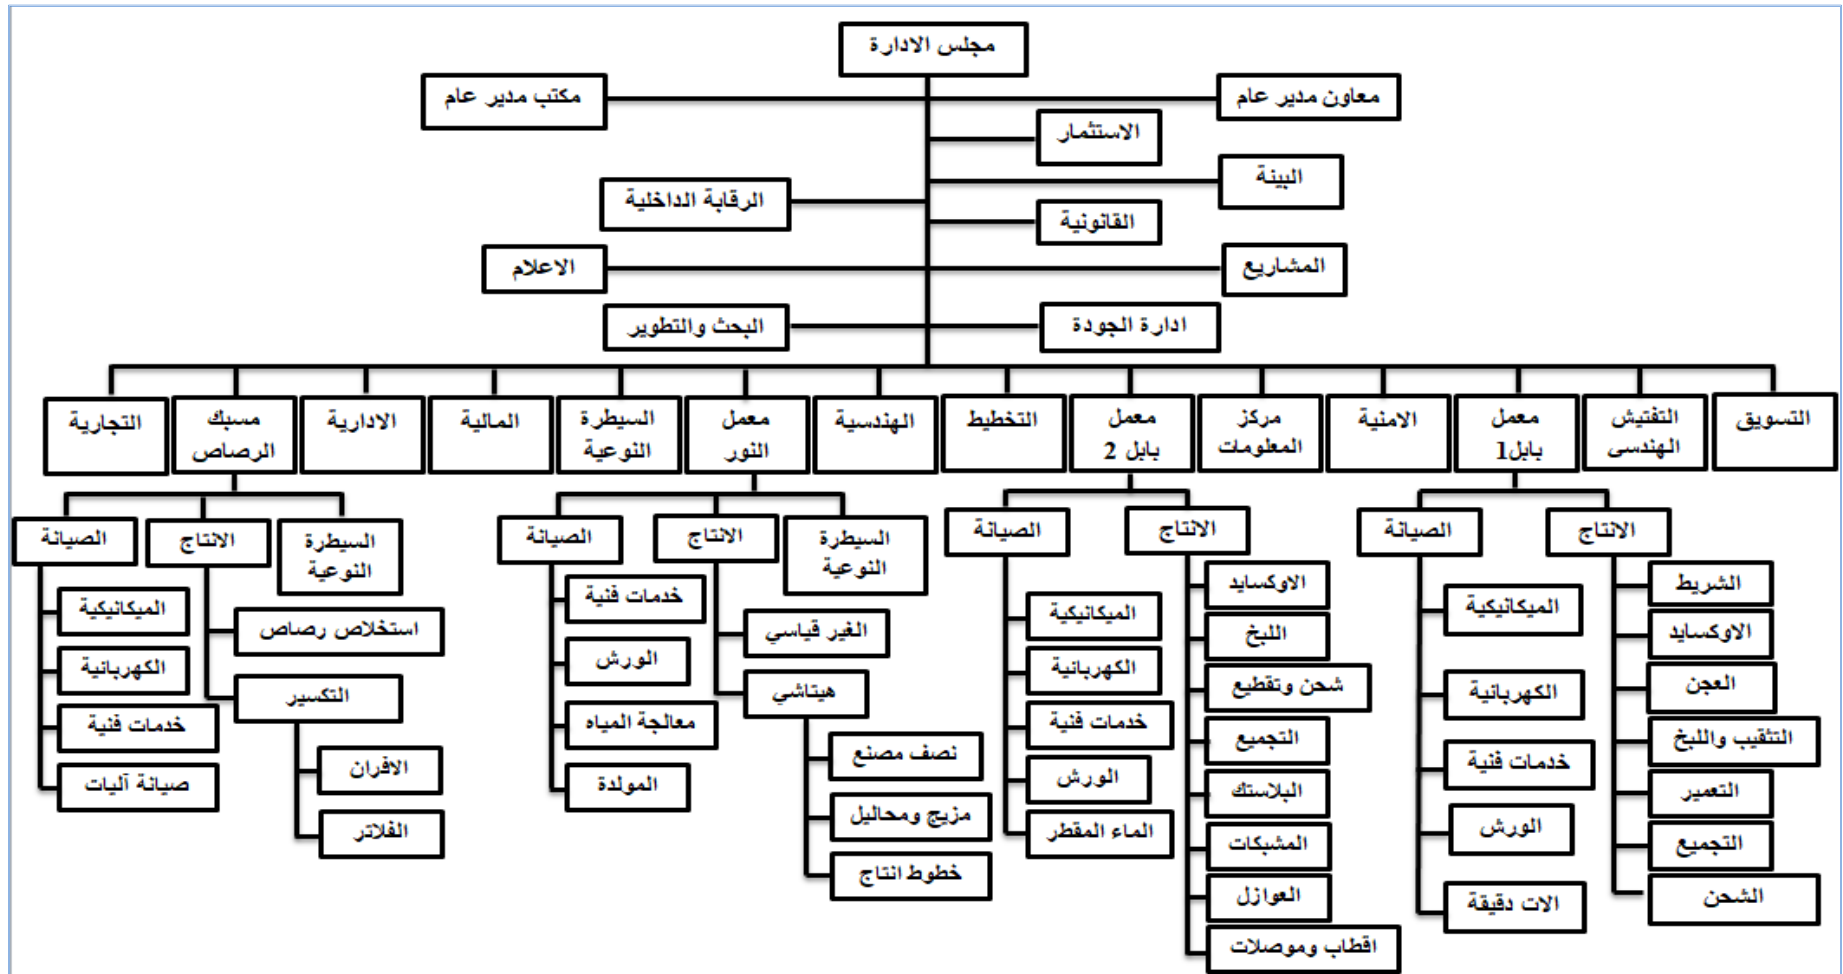 مجلس الادارة
معاون مدير عام
مكتب مدير عام
الاستثمار
البيئة
الرقابة الداخلية
القانونية
المشاريع
الاعلام
ادارة الجودة
البحث والتطوير
التسويق
التفتيش
الهندسي
معمل
بابل1
الامنية
مركز
المعلومات
معمل
بابل 2
التخطيط
الهندسية
معمل
النور
السيطرة
النوعية
المالية
الادارية
مسبك
الرصاص
التجارية
الانتاج
الشريط
الاوكسايد
العجن
التثقيب واللبخ
التعمير
التجميع
الشحن
الصيانة
الميكانيكية
الكهربائية
خدمات فنية
الورش
الات دقيقة
الانتاج
الاوكسايد
اللبخ
شحن وتقطيع
التجميع
البلاستك
المشبكات
العوازل
اقطاب وموصلات
الصيانة
الميكانيكية
الكهربائية
خدمات فنية
الورش
الماء المقطر
السيطرة
النوعية
الانتاج
الغير قياسي
هيتاشي
نصف مصنع
مزيج ومحاليل
خطوط انتاج
الصيانة
خدمات فنية
الورش
معالجة المياه
المولدة
السيطرة
النوعية
الانتاج
استخلاص رصاص
التكسير
الافران
الفلاتر
الصيانة
الميكانيكية
الكهربائية
خدمات فنية
صيانة آليات